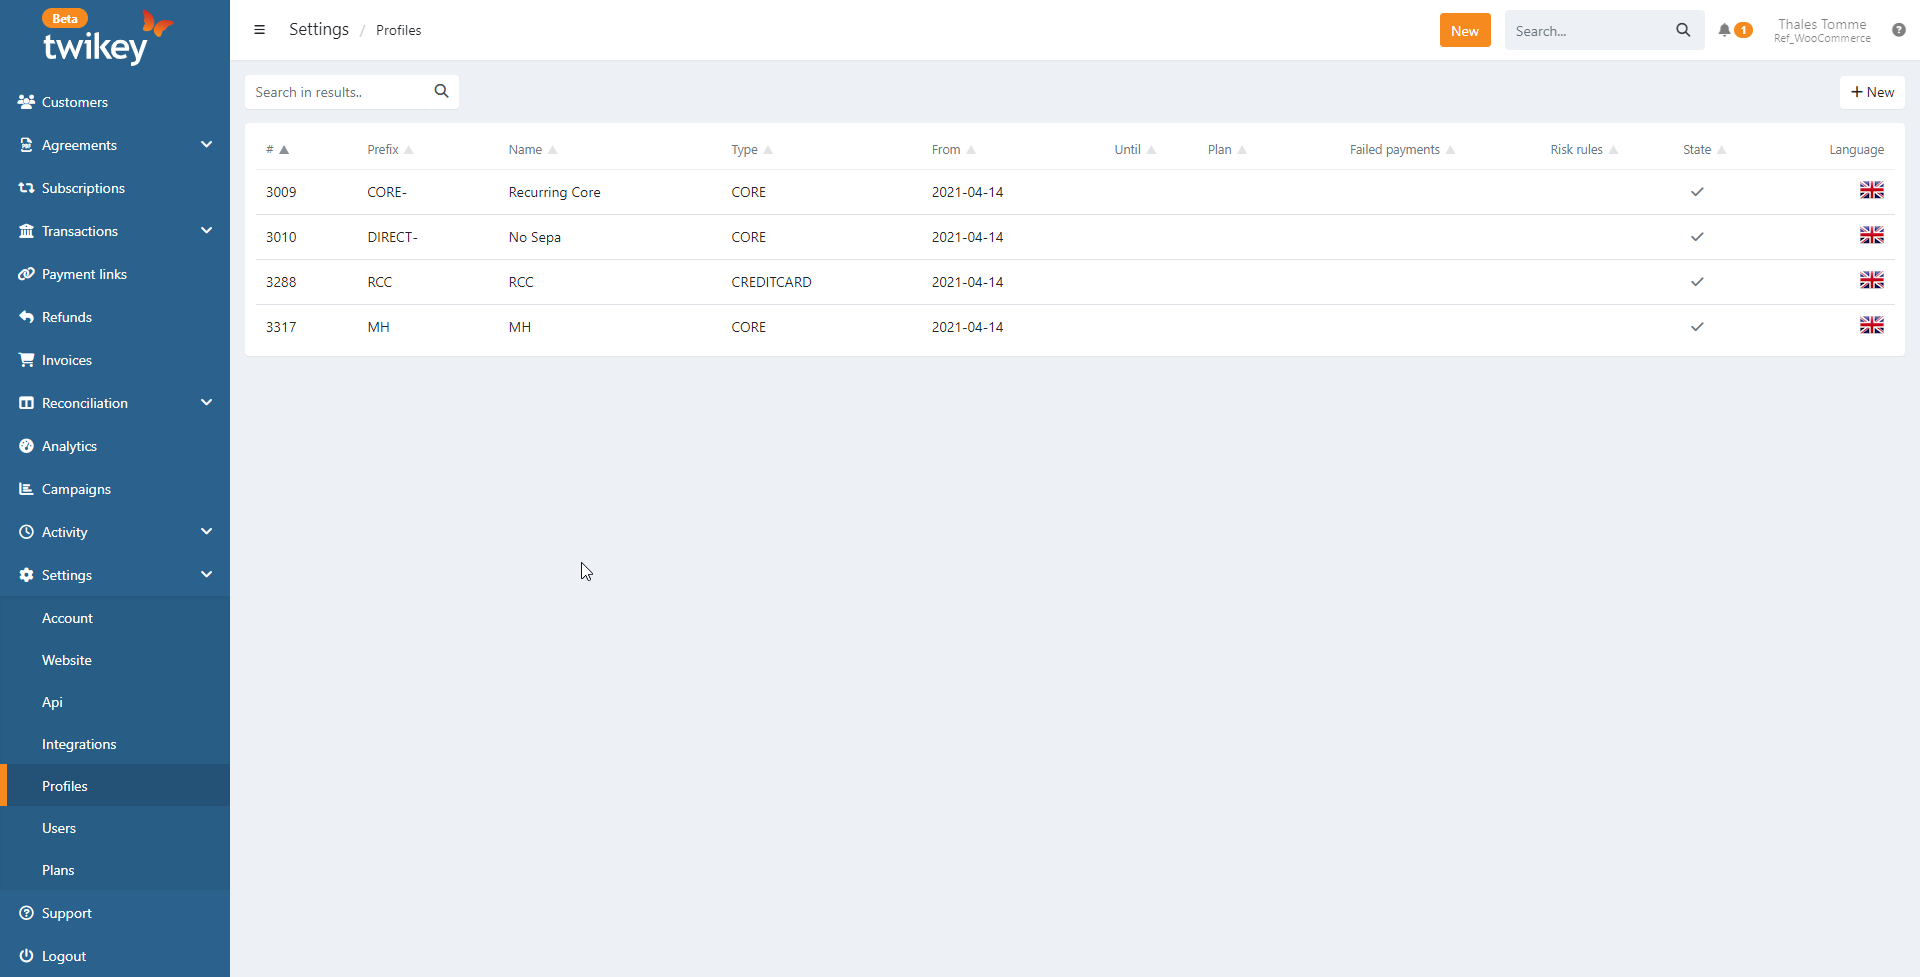 Beta
twikey
Customers
Agreements
Subscriptions
Transactions
Payment links
Refunds
Invoices
Reconciliation
Analytics
Campaigns
Activity
Settings
Account
Website
Api
Integrations
Profiles
Users
Plans
Support
Logout
Settings / Profiles
New
Search...
1
Thales Tomme
Ref_WooCommerce
?
Search in results..
+ New
# Prefix Name Type From Until Plan Failed payments Risk rules State Language
3009 CORE- Recurring Core CORE 2021-04-14
3010 DIRECT- No Sepa CORE 2021-04-14
3288 RCC RCC CREDITCARD 2021-04-14
3317 MH MH CORE 2021-04-14